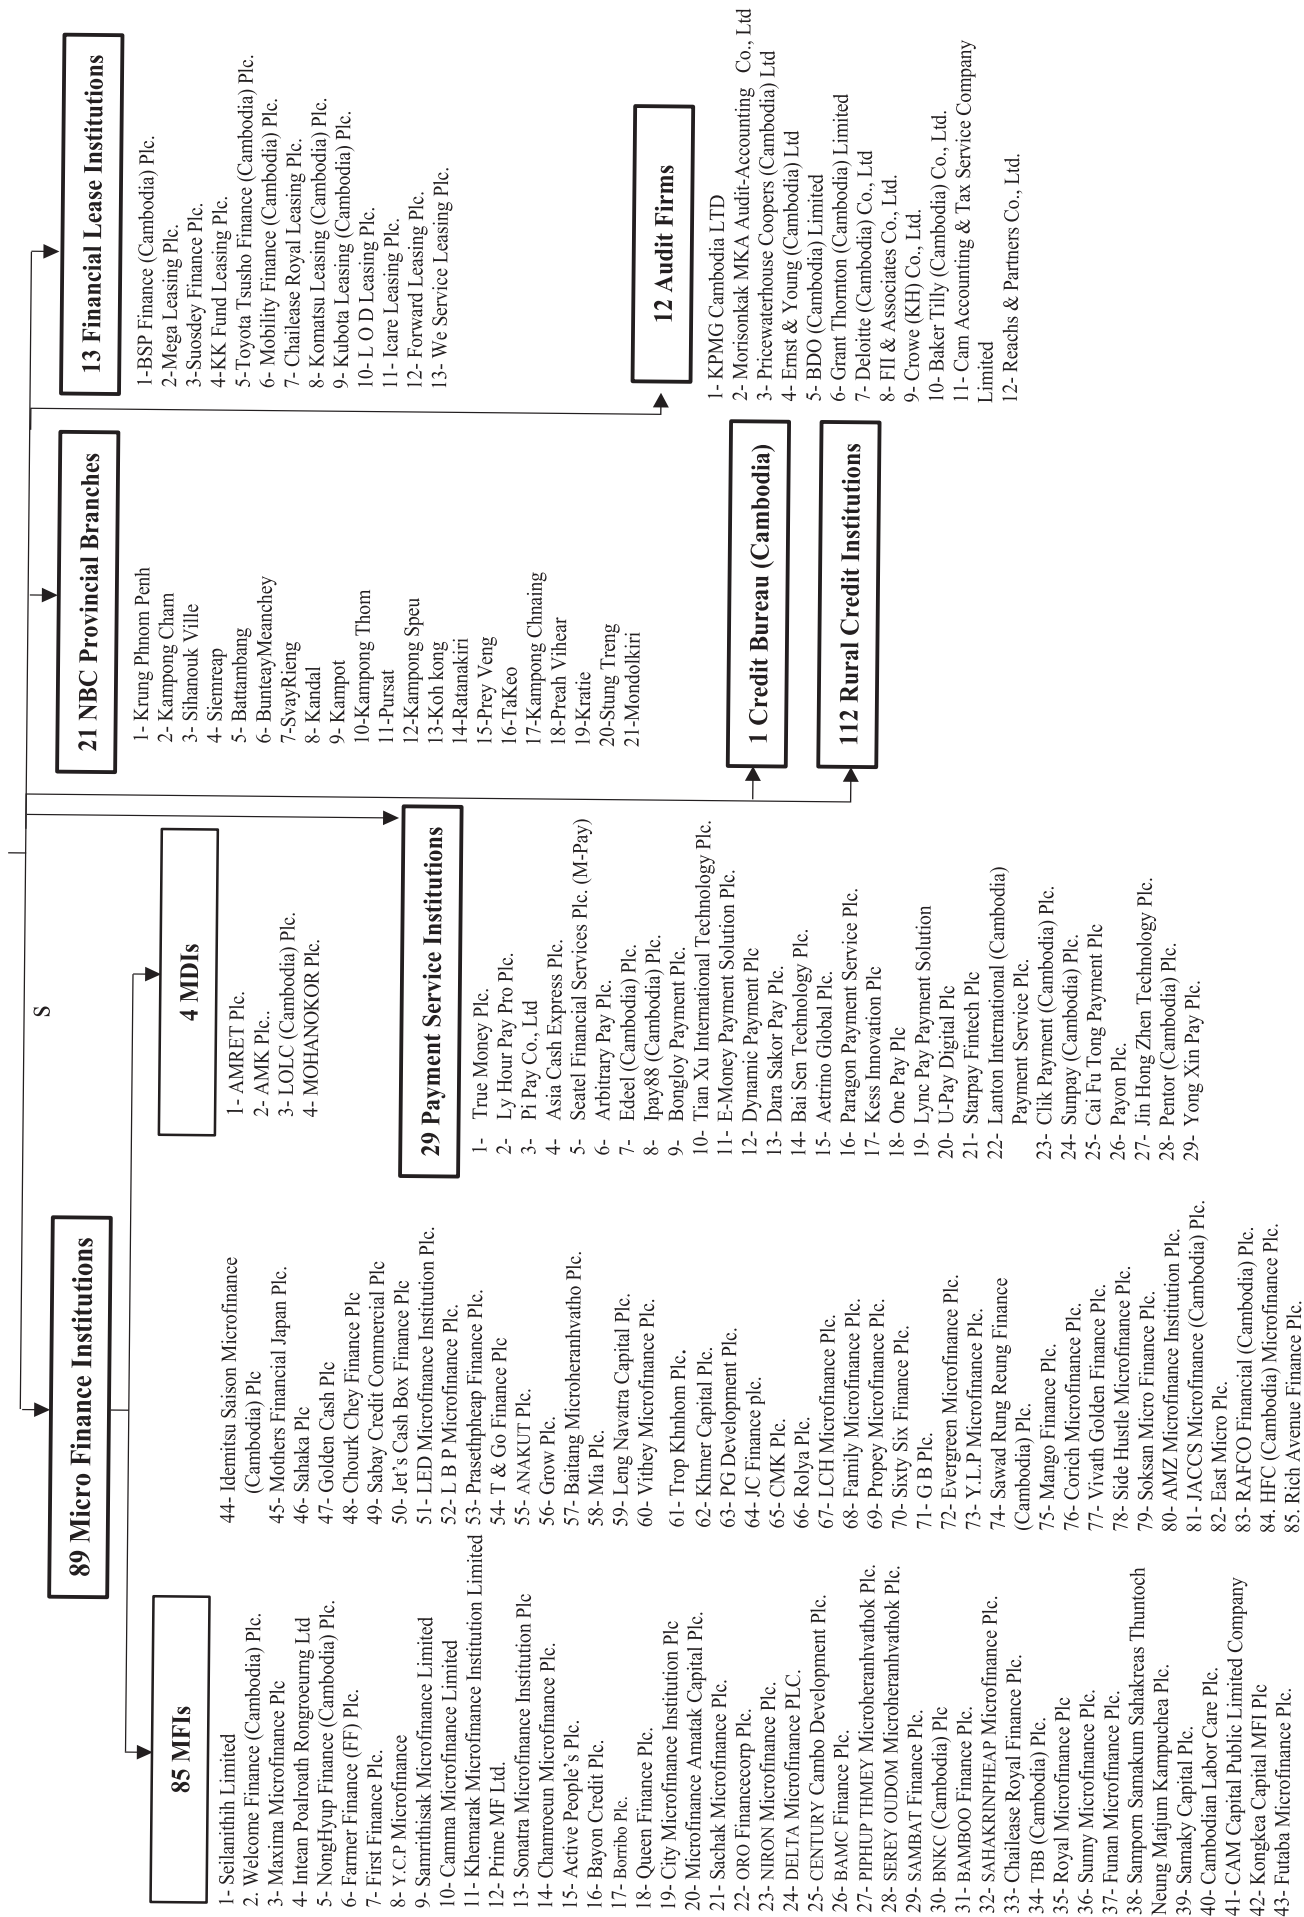 S
89 Micro Finance Institutions
85 MFIs
1- Seilanithih Limited
2. Welcome Finance (Cambodia) Plc.
3- Maxima Microfinance Plc
4- Intean Poalroath Rongroeurng Ltd
5- NongHyup Finance (Cambodia) Plc.
6- Farmer Finance (FF) Plc.
7- First Finance Plc.
8- Y.C.P Microfinance
9- Samrithisak Microfinance Limited
10- Camma Microfinance Limited
11- Khemarak Microfinance Institution Limited
12- Prime MF Ltd.
13- Sonatra Microfinance Institution Plc
14- Chamroeun Microfinance Plc.
15- Active People's Plc.
16- Bayon Credit Plc.
17- Boribo Plc.
18- Queen Finance Plc.
19- City Microfinance Institution Plc
20- Microfinance Amatak Capital Plc.
21- Sachak Microfinance Plc.
22- ORO Financecorp Plc.
23- NIRON Microfinance Plc.
24- DELTA Microfinance PLC.
25- CENTURY Cambo Development Plc.
26- BAMC Finance Plc.
27- PIPHUP THMEY Microheranhvathok Plc.
28- SEREY OUDOM Microheranhvathok Plc.
29- SAMBAT Finance Plc.
30- BNKC (Cambodia) Plc
31- BAMBOO Finance Plc.
32- SAHAKRINPHEAP Microfinance Plc.
33- Chailease Royal Finance Plc.
34- TBB (Cambodia) Plc.
35- Royal Microfinance Plc
36- Sunny Microfinance Plc.
37- Funan Microfinance Plc.
38- Samporn Samakum Sahakreas Thuntoch
Neung Matjum Kampuchea Plc.
39- Samaky Capital Plc.
40- Cambodian Labor Care Plc.
41- CAM Capital Public Limited Company
42- Kongkea Capital MFI Plc
43- Futaba Microfinance Plc.
44- Idemitsu Saison Microfinance
(Cambodia) Plc
45- Mothers Financial Japan Plc.
46- Sahaka Plc
47- Golden Cash Plc
48- Chourk Chey Finance Plc
49- Sabay Credit Commercial Plc
50- Jet's Cash Box Finance Plc
51- LED Microfinance Institution Plc.
52- L B P Microfinance Plc.
53- Prasethpheap Finance Plc.
54- T & Go Finance Plc
55- ANAKUT Plc.
56- Grow Plc.
57- Baitang Microheranhvatho Plc.
58- Mia Plc.
59- Leng Navatra Capital Plc.
60- Vithey Microfinance Plc.
61- Trop Khnhom Plc.
62- Khmer Capital Plc.
63- PG Development Plc.
64- JC Finance plc.
65- CMK Plc.
66- Rolya Plc.
67- LCH Microfinance Plc.
68- Family Microfinance Plc.
69- Propey Microfinance Plc.
70- Sixty Six Finance Plc.
71- G B Plc.
72- Evergreen Microfinance Plc.
73- Y.L.P Microfinance Plc.
74- Sawad Rung Reung Finance
(Cambodia) Plc.
75- Mango Finance Plc.
76- Corich Microfinance Plc.
77- Vivath Golden Finance Plc.
78- Side Hustle Microfinance Plc.
79- Soksan Micro Finance Plc.
80- AMZ Microfinance Institution Plc.
81- JACCS Microfinance (Cambodia) Plc.
82- East Micro Plc.
83- RAFCO Financial (Cambodia) Plc.
84. HFC (Cambodia) Microfinance Plc.
85. Rich Avenue Finance Plc.
4 MDIs
1- AMRET Plc.
2- AMK Plc..
3- LOLC (Cambodia) Plc.
4- MOHANOKOR Plc.
29 Payment Service Institutions
1- True Money Plc.
2- Ly Hour Pay Pro Plc.
3- Pi Pay Co., Ltd
4- Asia Cash Express Plc.
5- Seatel Financial Services Plc. (M-Pay)
6- Arbitrary Pay Plc.
7- Edeel (Cambodia) Plc.
8- Ipay88 (Cambodia) Plc.
9- Bongloy Payment Plc.
10- Tian Xu International Technology Plc.
11- E-Money Payment Solution Plc.
12- Dynamic Payment Plc
13- Dara Sakor Pay Plc.
14- Bai Sen Technology Plc.
15- Aetrino Global Plc.
16- Paragon Payment Service Plc.
17- Kess Innovation Plc
18- One Pay Plc
19- Lync Pay Payment Solution
20- U-Pay Digital Plc
21- Starpay Fintech Plc
22- Lanton International (Cambodia)
Payment Service Plc.
23- Clik Payment (Cambodia) Plc.
24- Sunpay (Cambodia) Plc.
25- Cai Fu Tong Payment Plc
26- Payon Plc.
27- Jin Hong Zhen Technology Plc.
28- Pentor (Cambodia) Plc.
29- Yong Xin Pay Plc.
21 NBC Provincial Branches
1- Krung Phnom Penh
2- Kampong Cham
3- Sihanouk Ville
4- Siemreap
5- Battambang
6- BunteayMeanchey
7-SvayRieng
8- Kandal
9- Kampot
10-Kampong Thom
11-Pursat
12-Kampong Speu
13-Koh kong
14-Ratanakiri
15-Prey Veng
16-TaKeo
17-Kampong Chnaing
18-Preah Vihear
19-Kratie
20-Stung Treng
21-Mondolkiri
1 Credit Bureau (Cambodia)
112 Rural Credit Institutions
13 Financial Lease Institutions
1-BSP Finance (Cambodia) Plc.
2-Mega Leasing Plc.
3-Suosdey Finance Plc.
4-KK Fund Leasing Plc.
5-Toyota Tsusho Finance (Cambodia) Plc.
6- Mobility Finance (Cambodia) Plc.
7- Chailease Royal Leasing Plc.
8- Komatsu Leasing (Cambodia) Plc.
9- Kubota Leasing (Cambodia) Plc.
10- L O D Leasing Plc.
11- Icare Leasing Plc.
12- Forward Leasing Plc.
13- We Service Leasing Plc.
12 Audit Firms
1- KPMG Cambodia LTD
2- Morisonkak MKA Audit-Accounting Co., Ltd
3- Pricewaterhouse Coopers (Cambodia) Ltd
4- Ernst & Young (Cambodia) Ltd
5- BDO (Cambodia) Limited
6- Grant Thornton (Cambodia) Limited
7- Deloitte (Cambodia) Co., Ltd
8- FII & Associates Co., Ltd.
9- Crowe (KH) Co., Ltd.
10- Baker Tilly (Cambodia) Co., Ltd.
11- Cam Accounting & Tax Service Company
Limited
12- Reachs & Partners Co., Ltd.